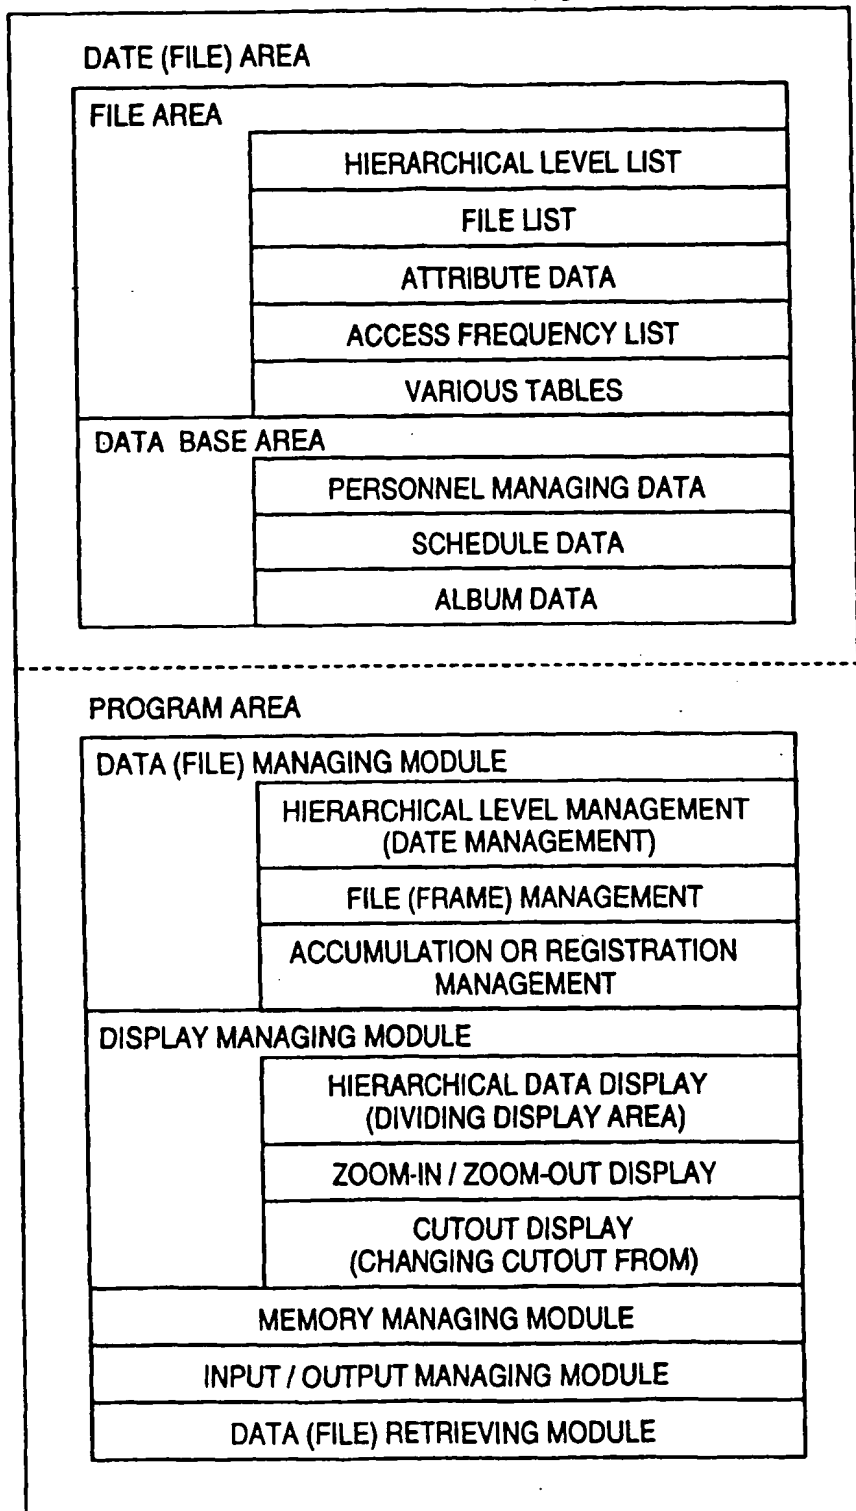 DATE (FILE) AREA
FILE AREA
HIERARCHICAL LEVEL LIST
FILE LIST
ATTRIBUTE DATA
ACCESS FREQUENCY LIST
VARIOUS TABLES
DATA BASE AREA
PERSONNEL MANAGING DATA
SCHEDULE DATA
ALBUM DATA
PROGRAM AREA
DATA (FILE) MANAGING MODULE
HIERARCHICAL LEVEL MANAGEMENT
(DATE MANAGEMENT)
FILE (FRAME) MANAGEMENT
ACCUMULATION OR REGISTRATION
MANAGEMENT
DISPLAY MANAGING MODULE
HIERARCHICAL DATA DISPLAY
(DIVIDING DISPLAY AREA)
ZOOM-IN / ZOOM-OUT DISPLAY
CUTOUT DISPLAY
(CHANGING CUTOUT FROM)
MEMORY MANAGING MODULE
INPUT / OUTPUT MANAGING MODULE
DATA (FILE) RETRIEVING MODULE